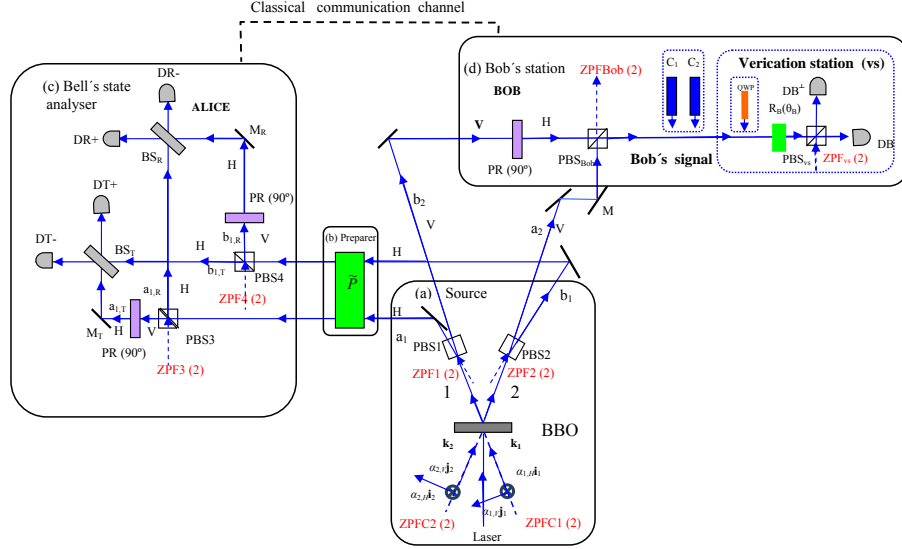 Classical communication channel
(c) Bell´s state
analyser
DR-
ALICE
DR+
BS_R
M_R
H
DT+
PR (90º)
DT-
BS_T
H
b_1,R
V
b_1,T
PBS4
ZPF4 (2)
H
a_1,T
a_1,R
M_T
H
V
PR (90º)
PBS3
ZPF3 (2)
(b) Preparer
P̃
H
H
a_1
(d) Bob´s station
BOB
ZPFBob (2)
V
PR (90º)
H
PBS_Bob
C_1
C_2
Bob´s signal
Verication station (vs)
QWP
DB^⊥
R_B(θ_B)
DB
PBS_vs
ZPF_vs (2)
b_2
V
a_2
V
M
b_1
(a) Source
PBS1
PBS2
ZPF1 (2)
ZPF2 (2)
1
2
BBO
k_2
k_1
α_2,V j_2
α_2,H i_2
α_1,H i_1
α_1,V j_1
ZPFC2 (2)
ZPFC1 (2)
Laser